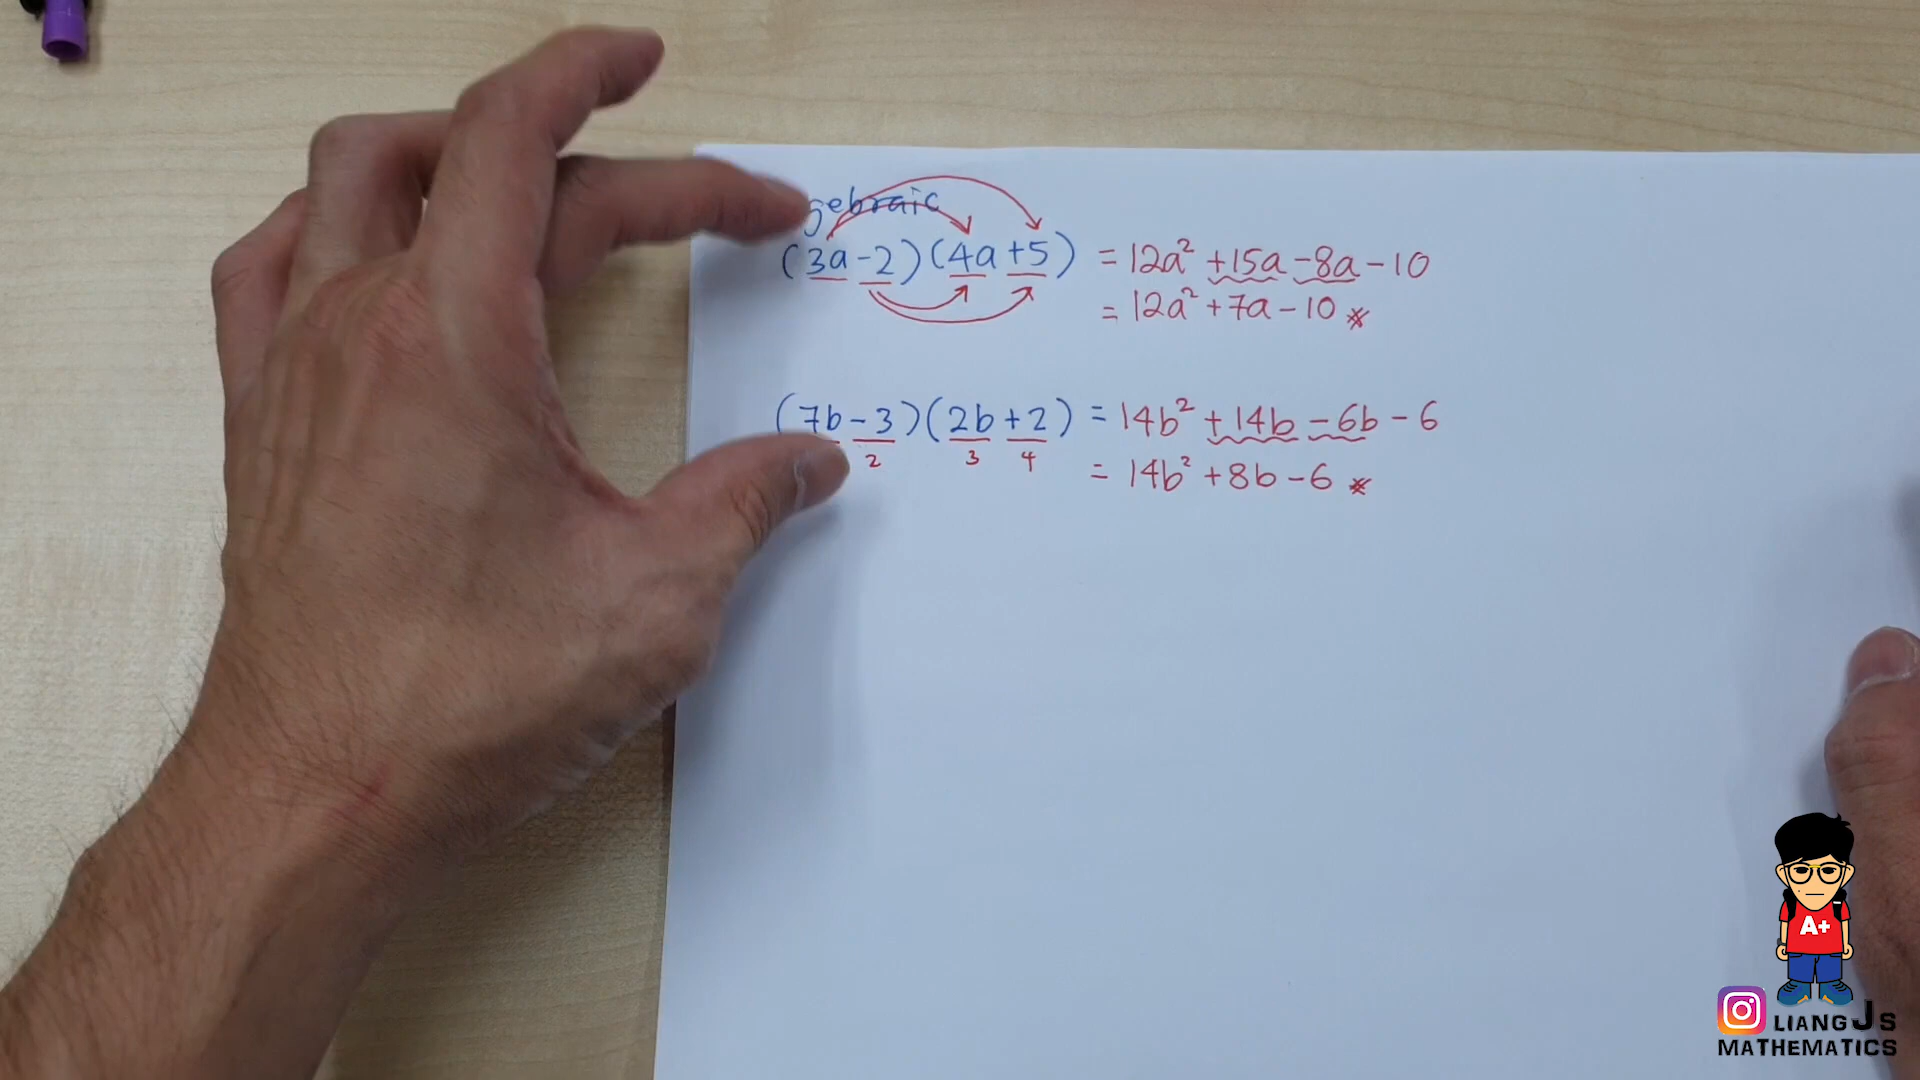 gebraic
(3a-2)(4a+5) = 12a² +15a -8a -10
= 12a² +7a -10
(7b-3)(2b+2) = 14b² +14b -6b -6
2 3 4
= 14b² +8b -6
A+
LIANGJS
MATHEMATICS